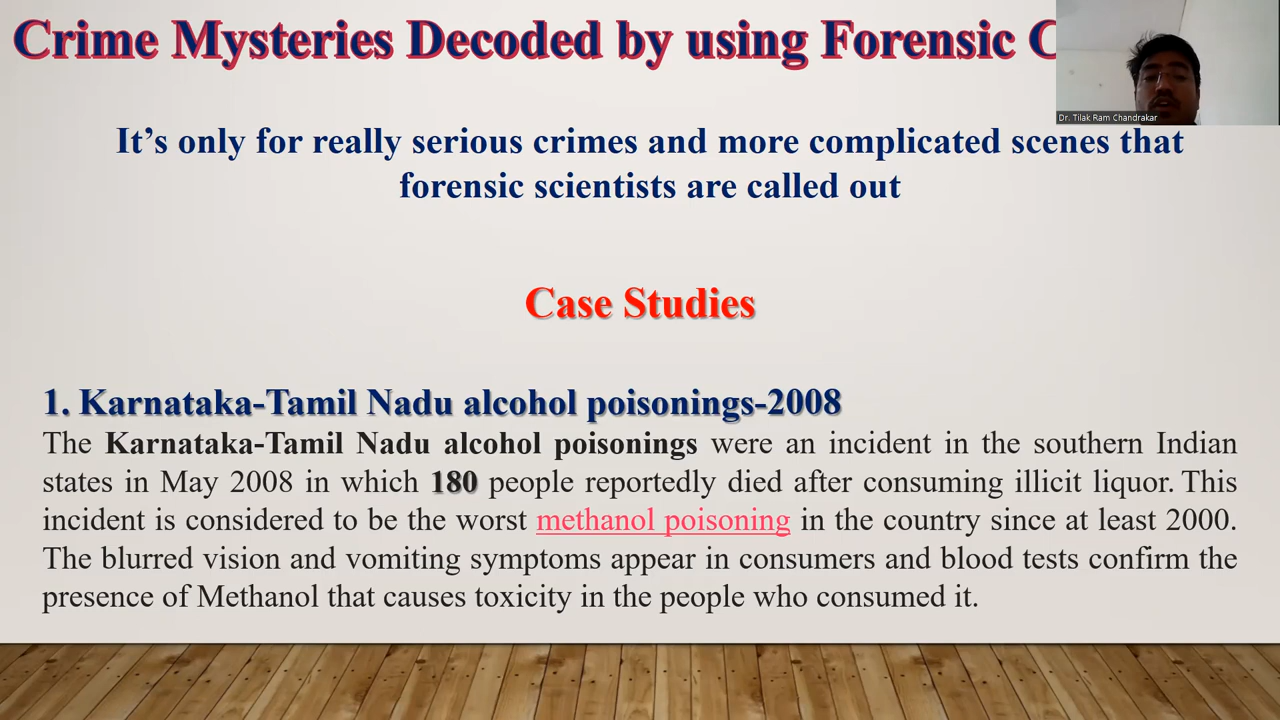 Crime Mysteries Decoded by using Forensic C
Dr. Tilak Ram Chandrakar
It’s only for really serious crimes and more complicated scenes that
forensic scientists are called out
Case Studies
1. Karnataka-Tamil Nadu alcohol poisonings-2008
The Karnataka-Tamil Nadu alcohol poisonings were an incident in the southern Indian
states in May 2008 in which 180 people reportedly died after consuming illicit liquor. This
incident is considered to be the worst methanol poisoning in the country since at least 2000.
The blurred vision and vomiting symptoms appear in consumers and blood tests confirm the
presence of Methanol that causes toxicity in the people who consumed it.